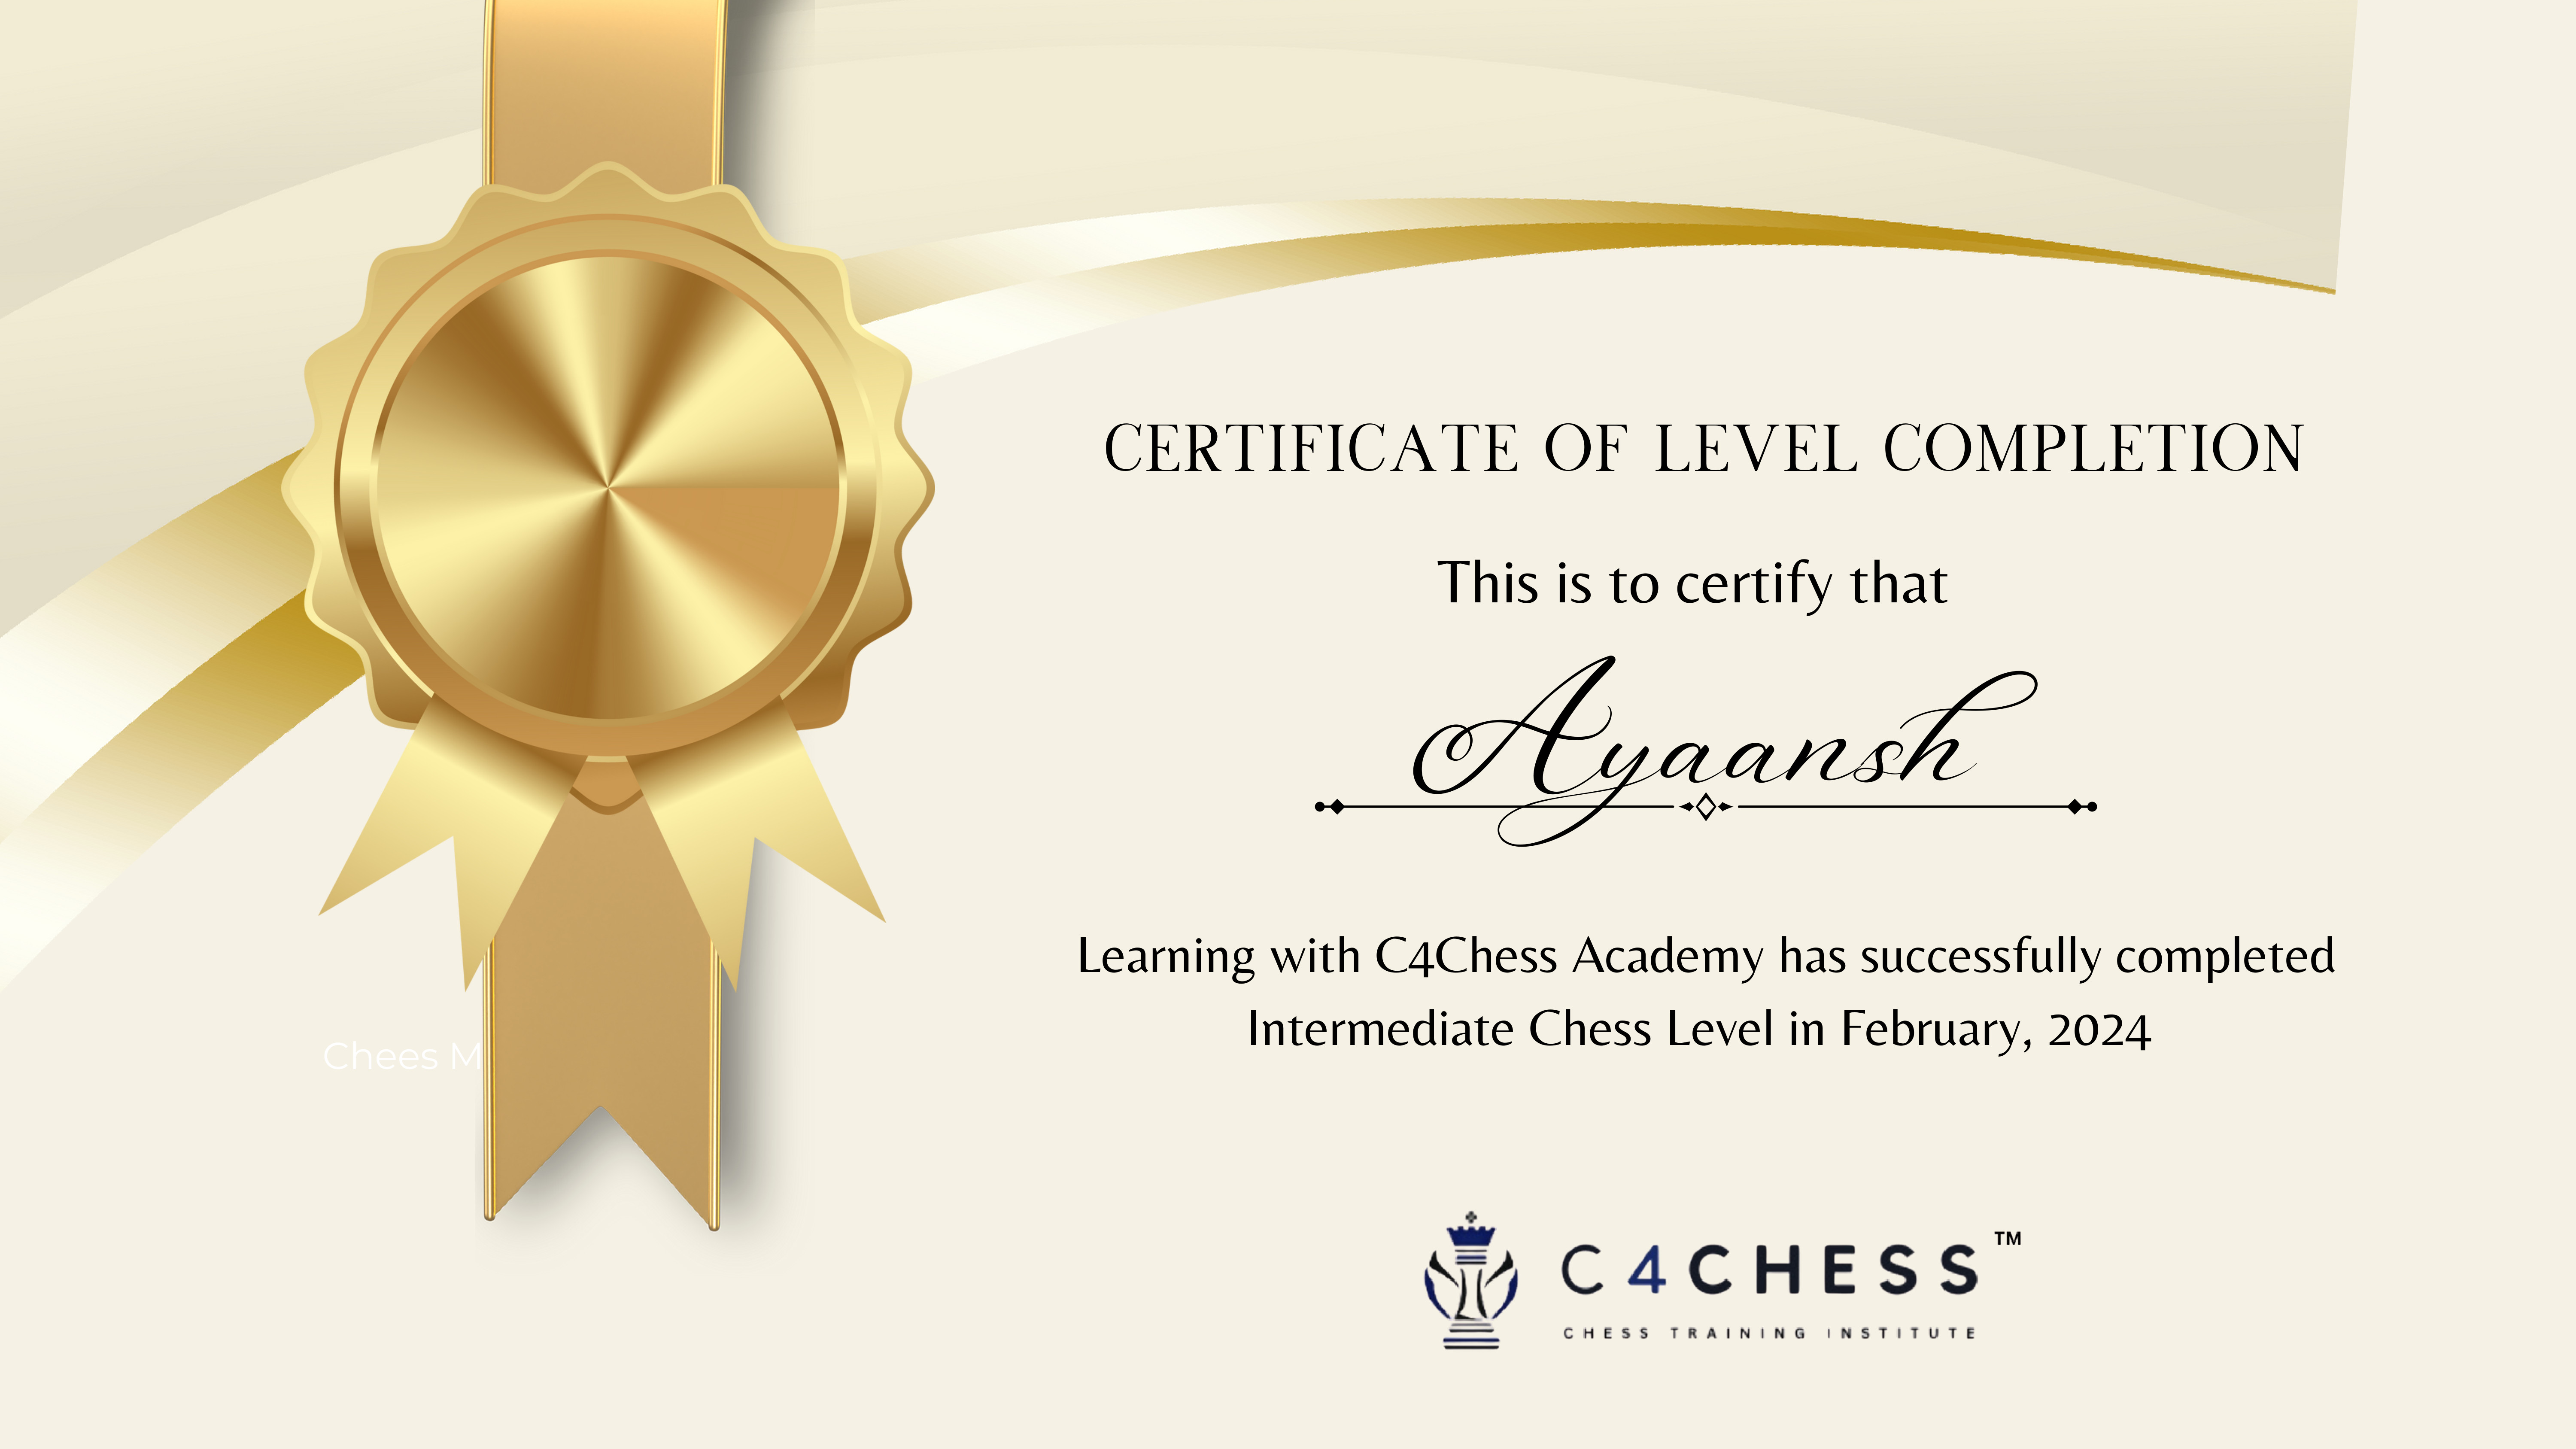 CERTIFICATE OF LEVEL COMPLETION
This is to certify that
Ayaansh
Learning with C4Chess Academy has successfully completed
Intermediate Chess Level in February, 2024
Chees M
C4CHESS™
CHESS TRAINING INSTITUTE